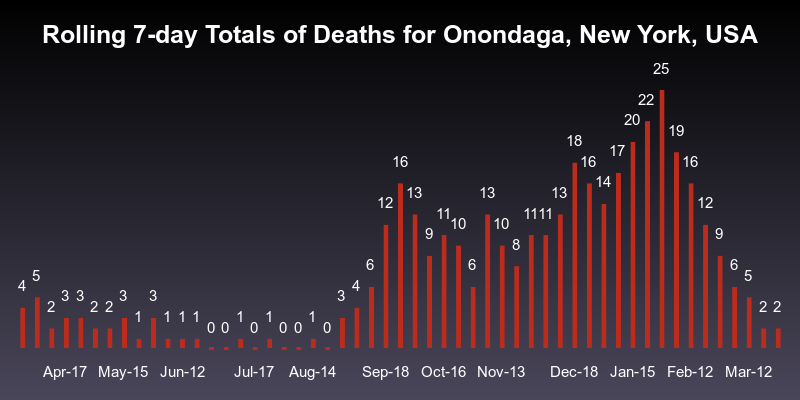 Rolling 7-day Totals of Deaths for Onondaga, New York, USA
4 5 2 3 3 2 2 3 1 3 1 1 1 0 0 1 0 1 0 0 1 0 3 4 6 12 16 13 9 11 10 6 13 10 8 11 11 13 18 16 14 17 20 22 25 19 16 12 9 6 5 2 2
Apr-17 May-15 Jun-12 Jul-17 Aug-14 Sep-18 Oct-16 Nov-13 Dec-18 Jan-15 Feb-12 Mar-12